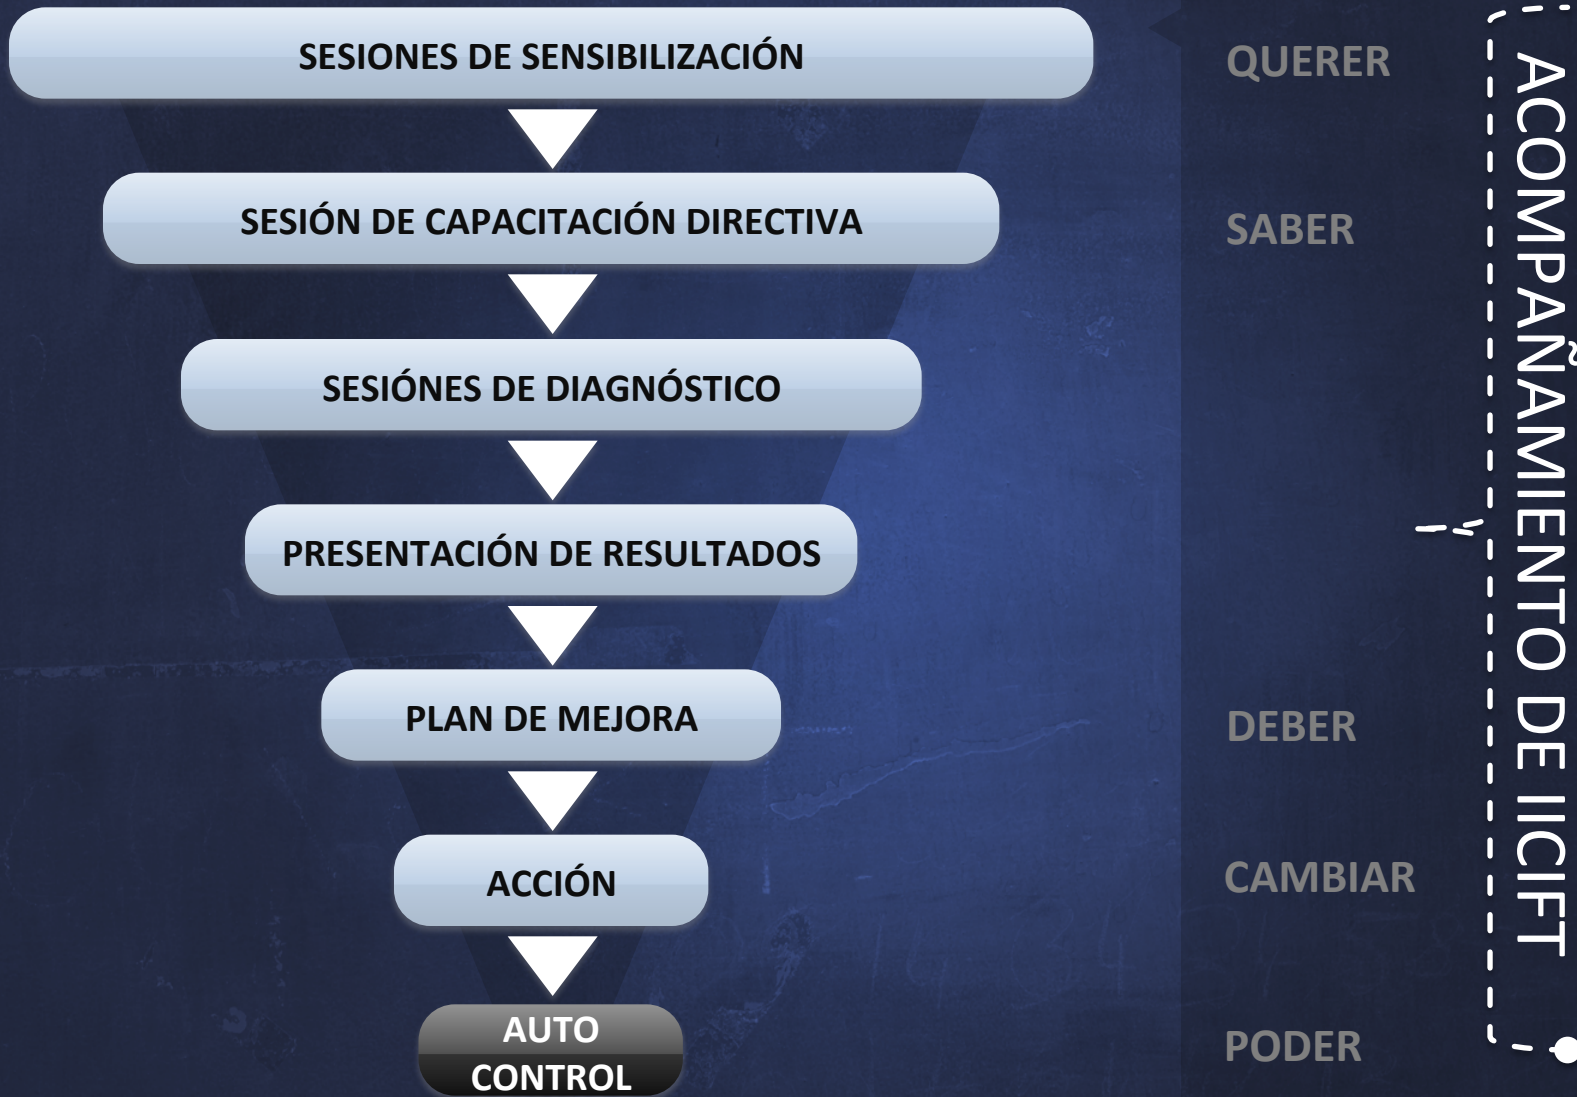 SESIONES DE SENSIBILIZACIÓN
QUERER
SESIÓN DE CAPACITACIÓN DIRECTIVA
SABER
SESIÓNES DE DIAGNÓSTICO
PRESENTACIÓN DE RESULTADOS
PLAN DE MEJORA
DEBER
ACCIÓN
CAMBIAR
AUTO
CONTROL
PODER
ACOMPAÑAMIENTO DE IICIFT